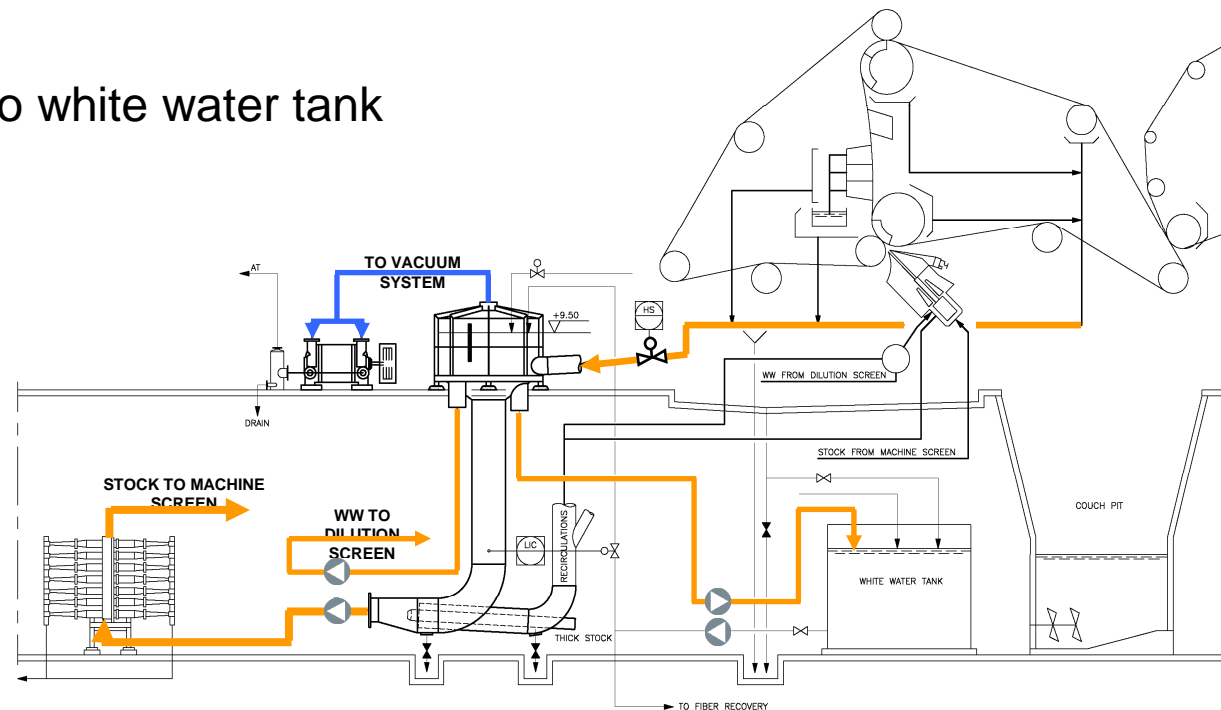 o white water tank
TO VACUUM
SYSTEM
AT
+9.50
HS
WW FROM DILUTION SCREEN
DRAIN
STOCK FROM MACHINE SCREEN
STOCK TO MACHINE
SCREEN
WW TO
DILUTION
SCREEN
LIC
RECIRCULATIONS
COUCH PIT
WHITE WATER TANK
THICK STOCK
TO FIBER RECOVERY